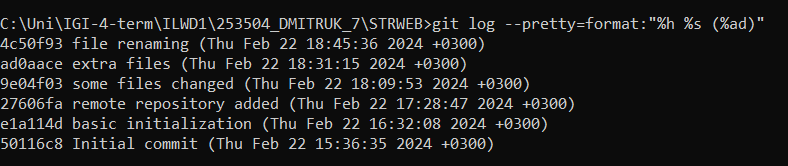 C:\Uni\IGI-4-term\ILWD1\253504_DMITRUK_7\STRWEB>git log --pretty=format:"%h %s (%ad)"
4c50f93 file renaming (Thu Feb 22 18:45:36 2024 +0300)
ad0aace extra files (Thu Feb 22 18:31:15 2024 +0300)
9e04f03 some files changed (Thu Feb 22 18:09:53 2024 +0300)
27606fa remote repository added (Thu Feb 22 17:28:47 2024 +0300)
e1a114d basic initialization (Thu Feb 22 16:32:08 2024 +0300)
50116c8 Initial commit (Thu Feb 22 15:36:35 2024 +0300)